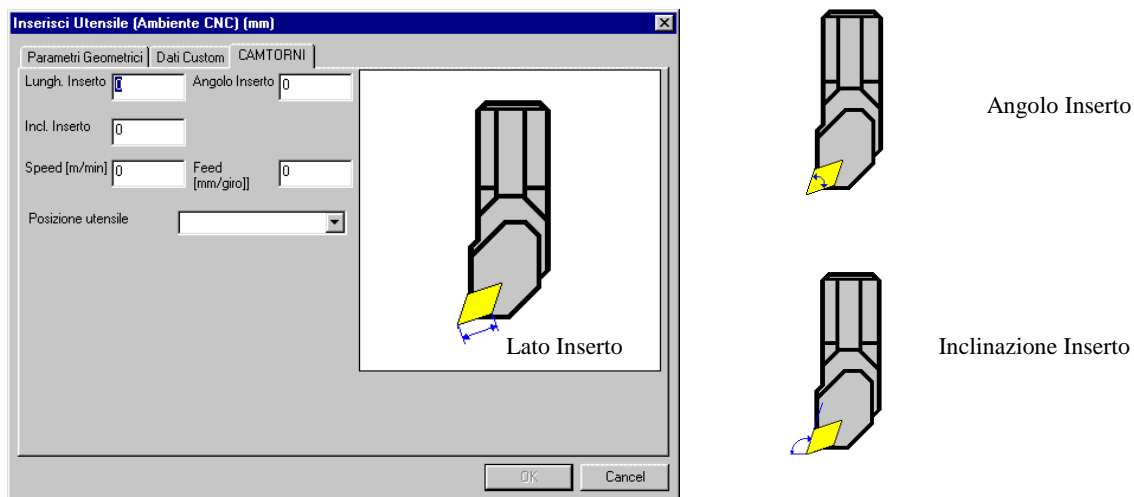 Inserisci Utensile (Ambiente CNC) (mm)
Parametri Geometrici Dati Custom CAMTORNI
Lungh. Inserto 0 Angolo Inserto 0
Incl. Inserto 0
Speed [m/min] 0 Feed [mm/giro]] 0
Posizione utensile
Lato Inserto
OK Cancel
Angolo Inserto
Inclinazione Inserto